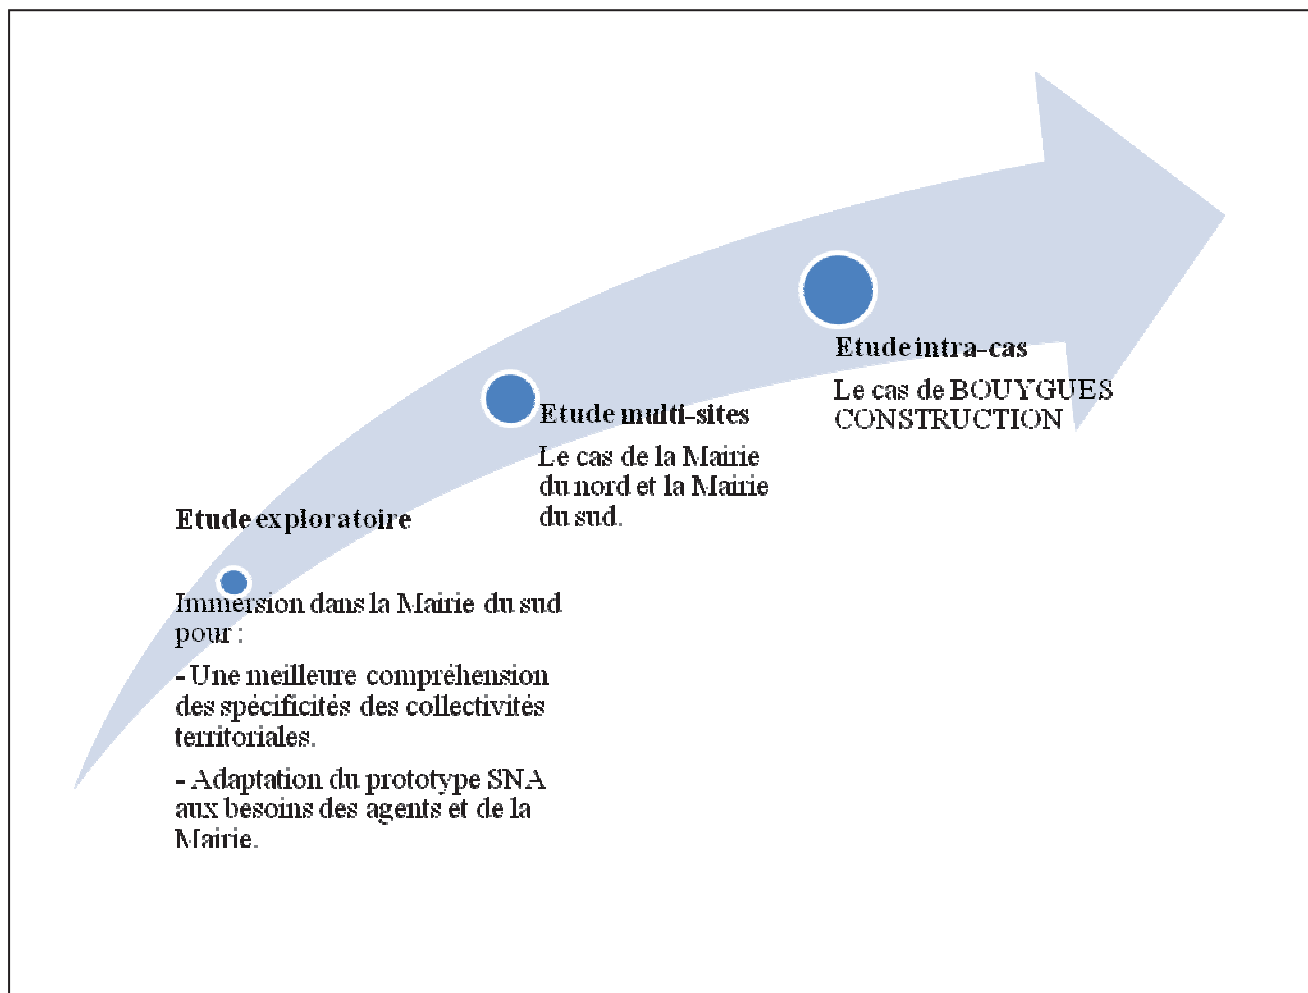 Etude exploratoire
Immersion dans la Mairie du sud
pour :
- Une meilleure compréhension
des spécificités des collectivités
territoriales.
- Adaptation du prototype SNA
aux besoins des agents et de la
Mairie.
Etude multi-sites
Le cas de la Mairie
du nord et la Mairie
du sud.
Etude intra-cas
Le cas de BOUYGUES
CONSTRUCTION